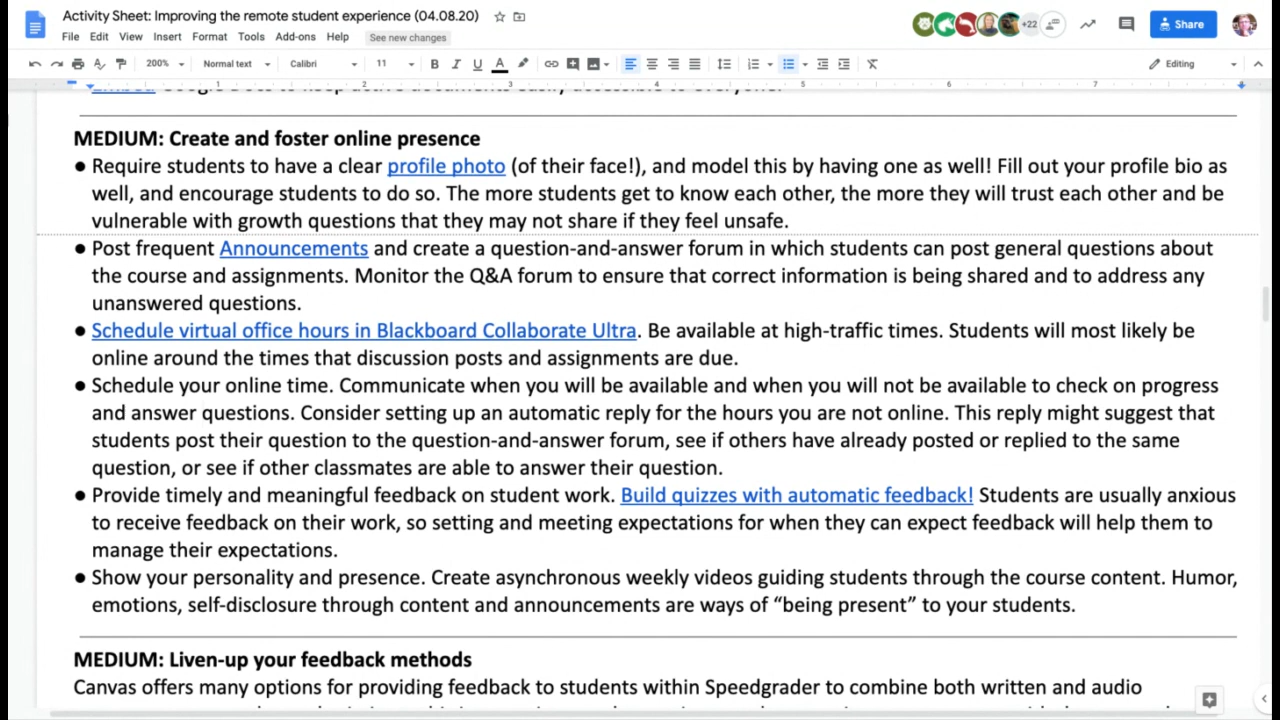 Activity Sheet: Improving the remote student experience (04.08.20)
File Edit View Insert Format Tools Add-ons Help See new changes
+22
Share
200% Normal text Calibri 11 B I U A Editing
1 2 3 4 5 6 7
MEDIUM: Create and foster online presence
● Require students to have a clear profile photo (of their face!), and model this by having one as well! Fill out your profile bio as
well, and encourage students to do so. The more students get to know each other, the more they will trust each other and be
vulnerable with growth questions that they may not share if they feel unsafe.
● Post frequent Announcements and create a question-and-answer forum in which students can post general questions about
the course and assignments. Monitor the Q&A forum to ensure that correct information is being shared and to address any
unanswered questions.
● Schedule virtual office hours in Blackboard Collaborate Ultra. Be available at high-traffic times. Students will most likely be
online around the times that discussion posts and assignments are due.
● Schedule your online time. Communicate when you will be available and when you will not be available to check on progress
and answer questions. Consider setting up an automatic reply for the hours you are not online. This reply might suggest that
students post their question to the question-and-answer forum, see if others have already posted or replied to the same
question, or see if other classmates are able to answer their question.
● Provide timely and meaningful feedback on student work. Build quizzes with automatic feedback! Students are usually anxious
to receive feedback on their work, so setting and meeting expectations for when they can expect feedback will help them to
manage their expectations.
● Show your personality and presence. Create asynchronous weekly videos guiding students through the course content. Humor,
emotions, self-disclosure through content and announcements are ways of “being present” to your students.
MEDIUM: Liven-up your feedback methods
Canvas offers many options for providing feedback to students within Speedgrader to combine both written and audio